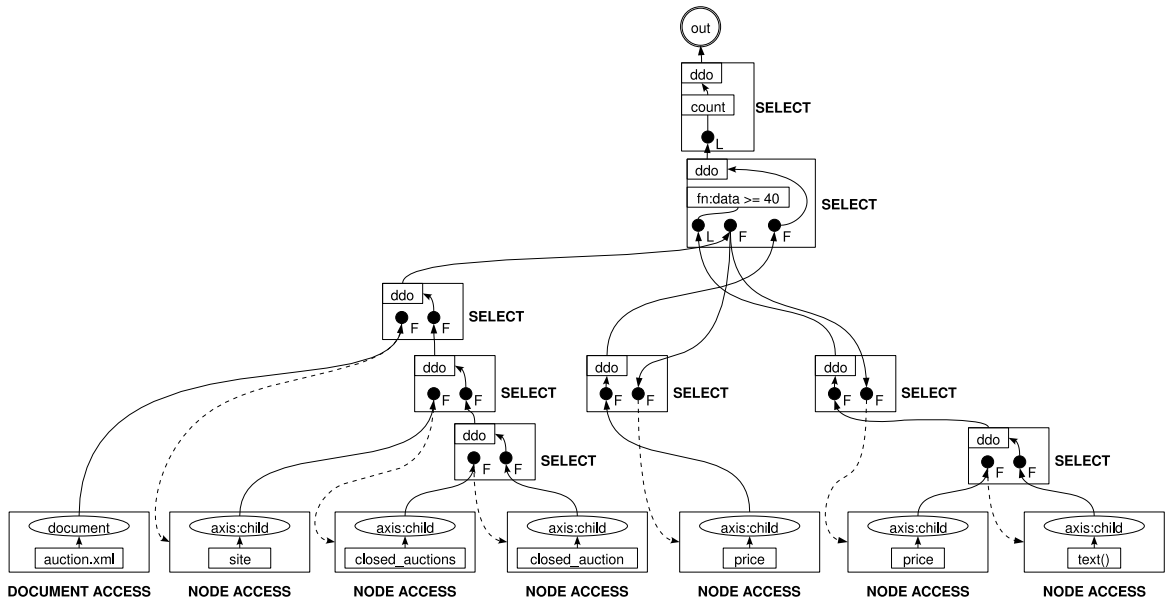 out
ddo
count
SELECT
L
ddo
fn:data >= 40
SELECT
L F F
ddo
F F
SELECT
ddo
F F
SELECT
ddo
F F
SELECT
ddo
F F
SELECT
ddo
F F
SELECT
ddo
F F
SELECT
document axis:child axis:child axis:child axis:child axis:child axis:child
auction.xml site closed_auctions closed_auction price price text()
DOCUMENT ACCESS NODE ACCESS NODE ACCESS NODE ACCESS NODE ACCESS NODE ACCESS NODE ACCESS